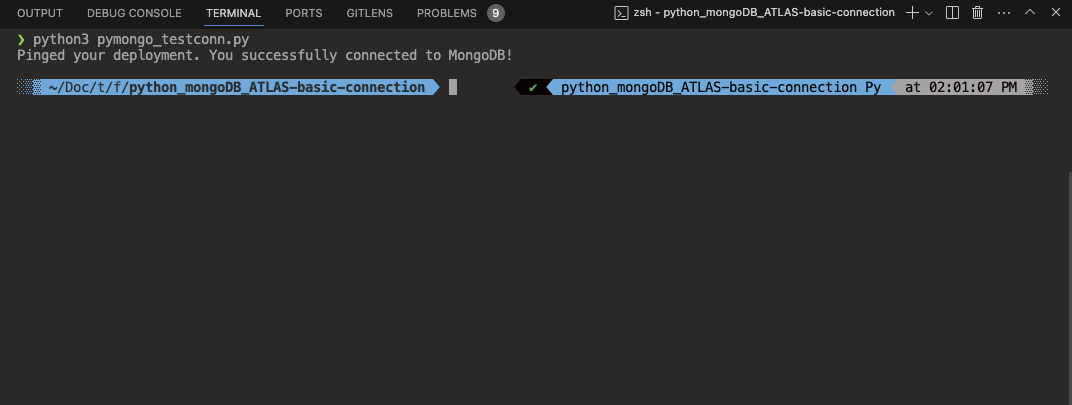 OUTPUT DEBUG CONSOLE TERMINAL PORTS GITLENS PROBLEMS 9 zsh - python_mongoDB_ATLAS-basic-connection
❯ python3 pymongo_testconn.py
Pinged your deployment. You successfully connected to MongoDB!
~/Doc/t/f/python_mongoDB_ATLAS-basic-connection ✔ python_mongoDB_ATLAS-basic-connection Py at 02:01:07 PM